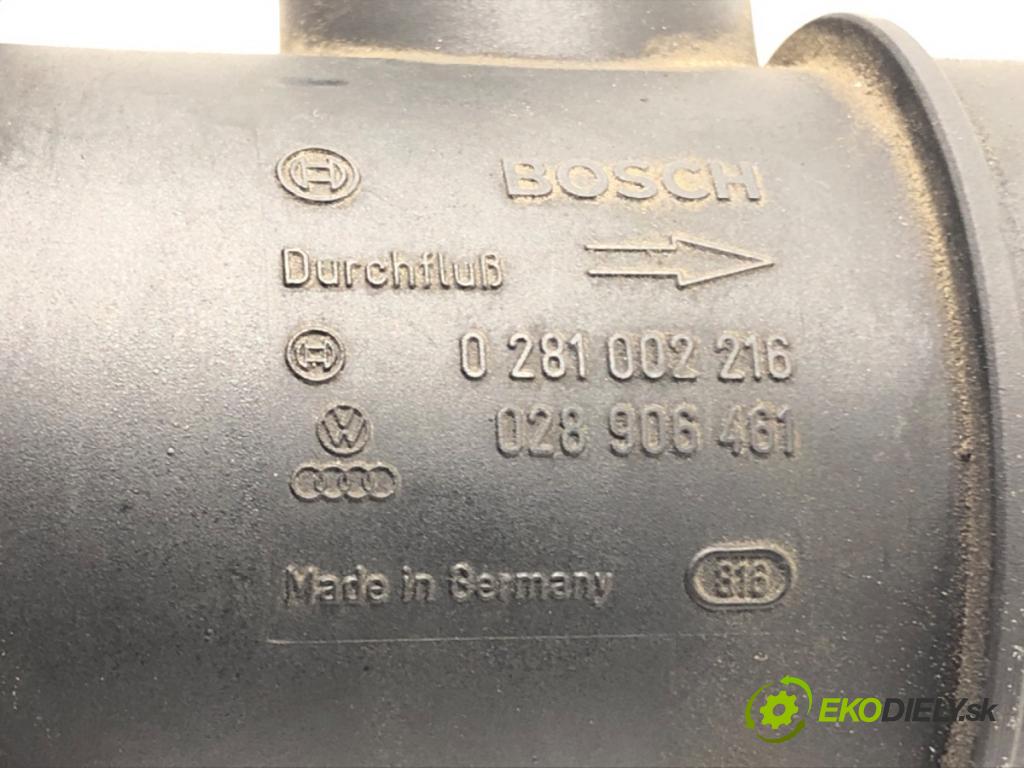 BOSCH
Durchfluß
0 281 002 216
028 906 461
Made in Germany 816
EKODIELY.sk